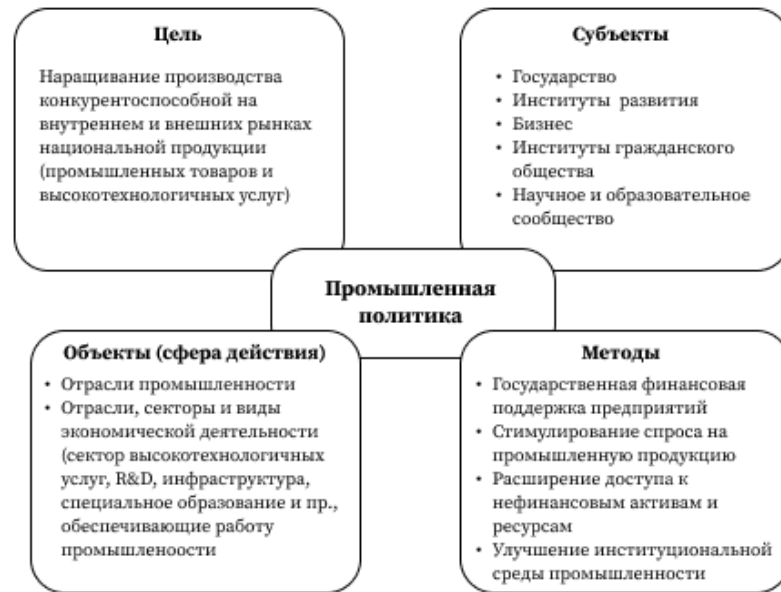 Цель
Наращивание производства
конкурентоспособной на
внутреннем и внешних рынках
национальной продукции
(промышленных товаров и
высокотехнологичных услуг)
Субъекты
• Государство
• Институты развития
• Бизнес
• Институты гражданского
общества
• Научное и образовательное
сообщество
Промышленная
политика
Объекты (сфера действия)
• Отрасли промышленности
• Отрасли, секторы и виды
экономической деятельности
(сектор высокотехнологичных
услуг, R&D, инфраструктура,
специальное образование и пр.,
обеспечивающие работу
промышленоости
Методы
• Государственная финансовая
поддержка предприятий
• Стимулирование спроса на
промышленную продукцию
• Расширение доступа к
нефинансовым активам и
ресурсам
• Улучшение институциональной
среды промышленности